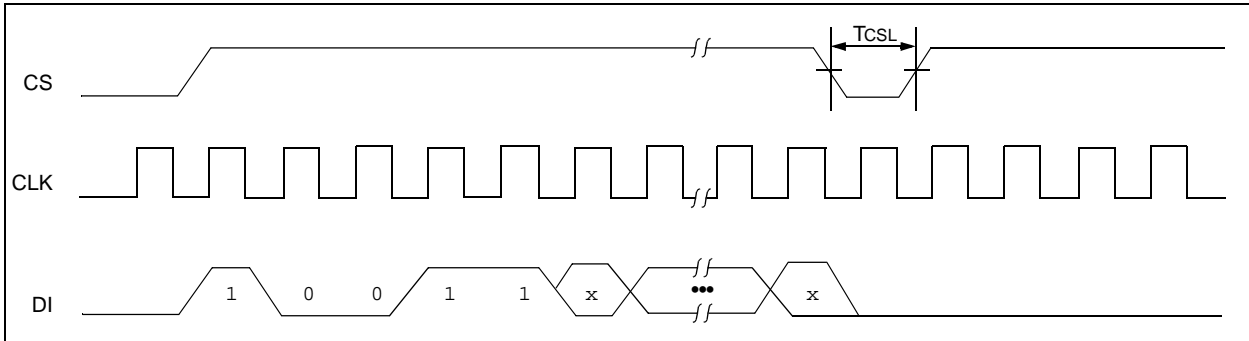 TCSL
CS
CLK
DI
1 0 0 1 1 x ••• x